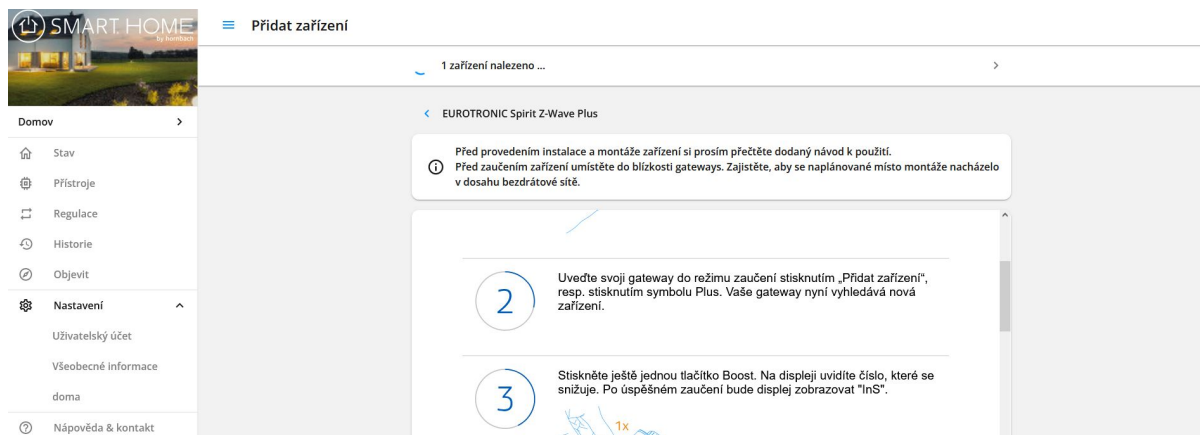 SMART HOME
by hornbach
Přidat zařízení
1 zařízení nalezeno ...
Domov
Stav
Přístroje
Regulace
Historie
Objevit
Nastavení
Uživatelský účet
Všeobecné informace
doma
Nápověda & kontakt
EUROTRONIC Spirit Z-Wave Plus
Před provedením instalace a montáže zařízení si prosím přečtěte dodaný návod k použití.
Před zaučením zařízení umístěte do blízkosti gateways. Zajistěte, aby se naplánované místo montáže nacházelo
v dosahu bezdrátové sítě.
2
Uveďte svoji gateway do režimu zaučení stisknutím „Přidat zařízení“,
resp. stisknutím symbolu Plus. Vaše gateway nyní vyhledává nová
zařízení.
3
Stiskněte ještě jednou tlačítko Boost. Na displeji uvidíte číslo, které se
snižuje. Po úspěšném zaučení bude displej zobrazovat "InS".
1x